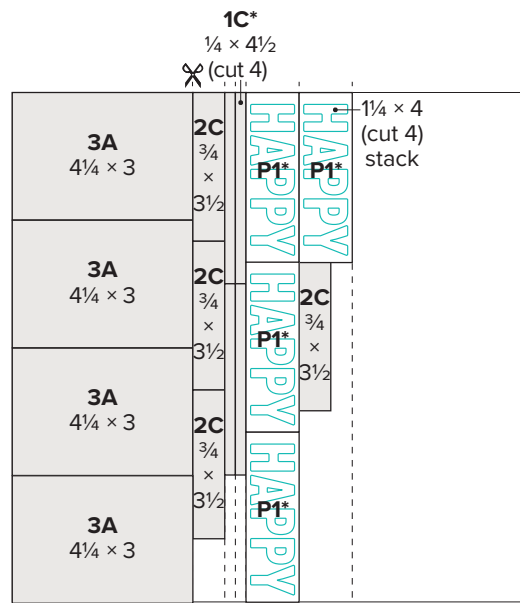 1C*
¼ × 4½
(cut 4)
3A
4¼ × 3
3A
4¼ × 3
3A
4¼ × 3
3A
4¼ × 3
2C
¾
×
3½
2C
¾
×
3½
2C
¾
×
3½
HAPPY
P1*
HAPPY
P1*
HAPPY
P1*
HAPPY
P1*
2C
¾
×
3½
1¼ × 4
(cut 4)
stack